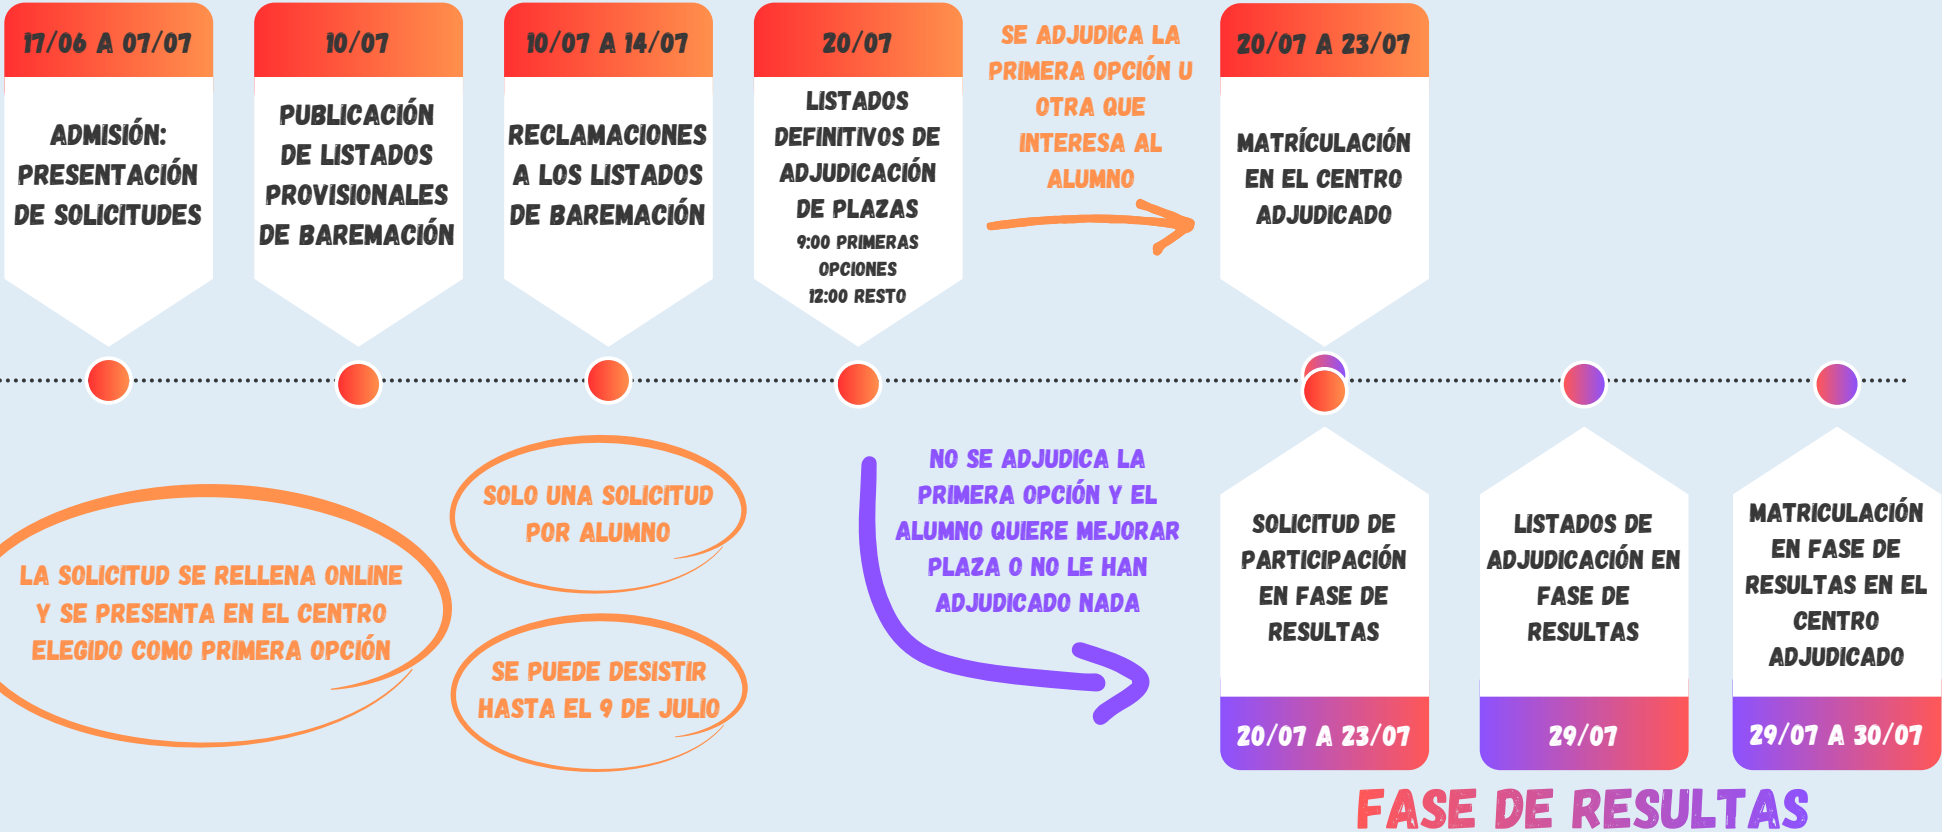 17/06 A 07/07
ADMISIÓN:
PRESENTACIÓN
DE SOLICITUDES
10/07
PUBLICACIÓN
DE LISTADOS
PROVISIONALES
DE BAREMACIÓN
10/07 A 14/07
RECLAMACIONES
A LOS LISTADOS
DE BAREMACIÓN
20/07
LISTADOS
DEFINITIVOS DE
ADJUDICACIÓN
DE PLAZAS
9:00 PRIMERAS
OPCIONES
12:00 RESTO
SE ADJUDICA LA
PRIMERA OPCIÓN U
OTRA QUE
INTERESA AL
ALUMNO
20/07 A 23/07
MATRÍCULACIÓN
EN EL CENTRO
ADJUDICADO
LA SOLICITUD SE RELLENA ONLINE
Y SE PRESENTA EN EL CENTRO
ELEGIDO COMO PRIMERA OPCIÓN
SOLO UNA SOLICITUD
POR ALUMNO
SE PUEDE DESISTIR
HASTA EL 9 DE JULIO
NO SE ADJUDICA LA
PRIMERA OPCIÓN Y EL
ALUMNO QUIERE MEJORAR
PLAZA O NO LE HAN
ADJUDICADO NADA
SOLICITUD DE
PARTICIPACIÓN
EN FASE DE
RESULTAS
20/07 A 23/07
LISTADOS DE
ADJUDICACIÓN EN
FASE DE
RESULTAS
29/07
MATRICULACIÓN
EN FASE DE
RESULTAS EN EL
CENTRO
ADJUDICADO
29/07 A 30/07
FASE DE RESULTAS